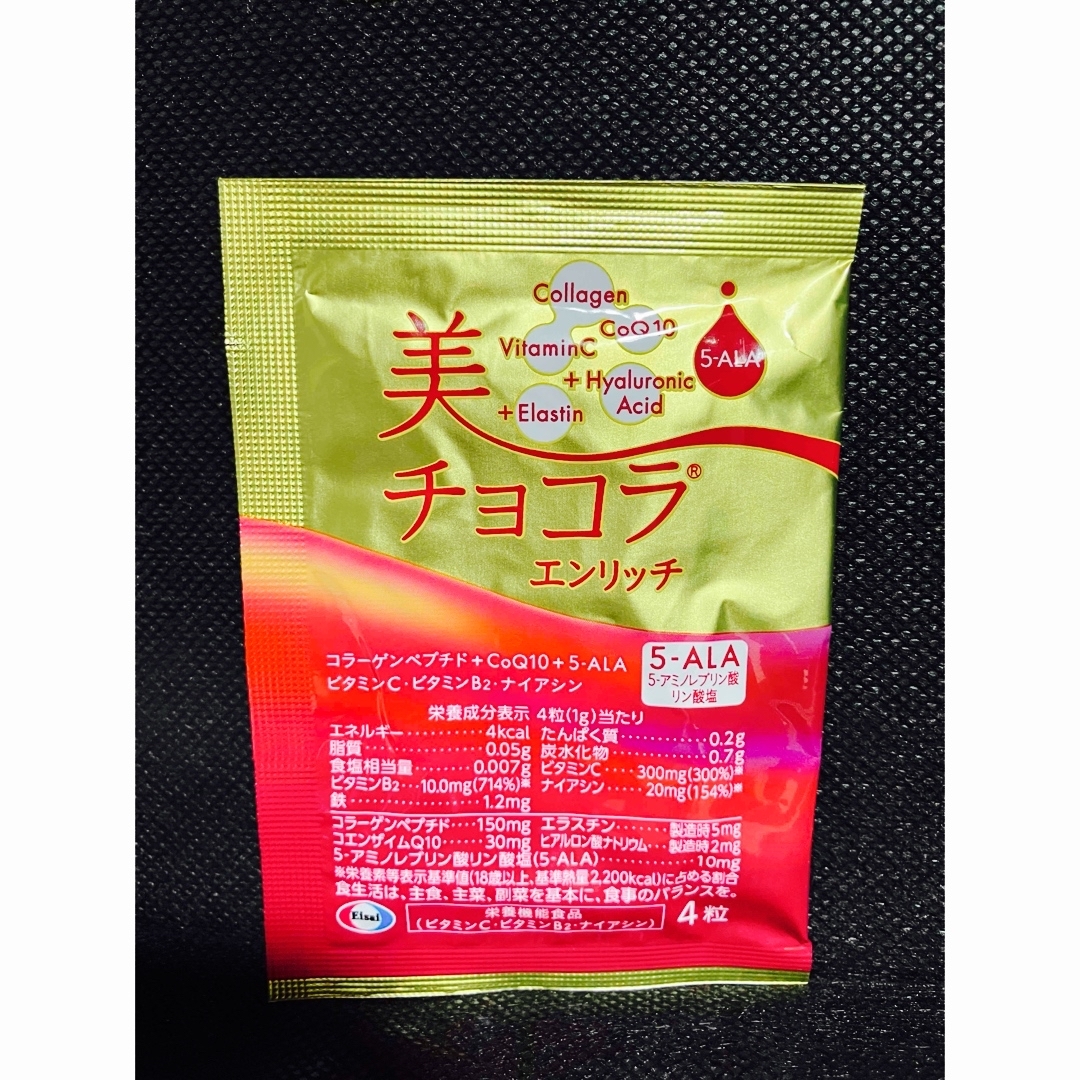 Collagen
CoQ10
VitaminC
5-ALA
+ Hyaluronic
Acid
+ Elastin
美
チョコラ®
エンリッチ
コラーゲンペプチド+CoQ10+5-ALA
ビタミンC・ビタミンB2・ナイアシン
5-ALA
5-アミノレブリン酸
リン酸塩
栄養成分表示 4粒(1g)当たり
エネルギー‥‥‥‥4kcal たんぱく質‥‥‥‥‥0.2g
脂質‥‥‥‥‥‥0.05g 炭水化物‥‥‥‥‥0.7g
食塩相当量‥‥‥0.007g ビタミンC‥‥300mg(300%)※
ビタミンB2‥10.0mg(714%)※ ナイアシン‥‥20mg(154%)※
鉄‥‥‥‥‥‥‥1.2mg
コラーゲンペプチド‥‥150mg エラスチン‥‥‥製造時5mg
コエンザイムQ10‥‥30mg ヒアルロン酸ナトリウム‥製造時2mg
5-アミノレブリン酸リン酸塩(5-ALA)‥‥‥‥10mg
※栄養素等表示基準値(18歳以上、基準熱量2,200kcal)に占める割合
食生活は、主食、主菜、副菜を基本に、食事のバランスを。
Eisai
栄養機能食品
(ビタミンC・ビタミンB2・ナイアシン)
4粒